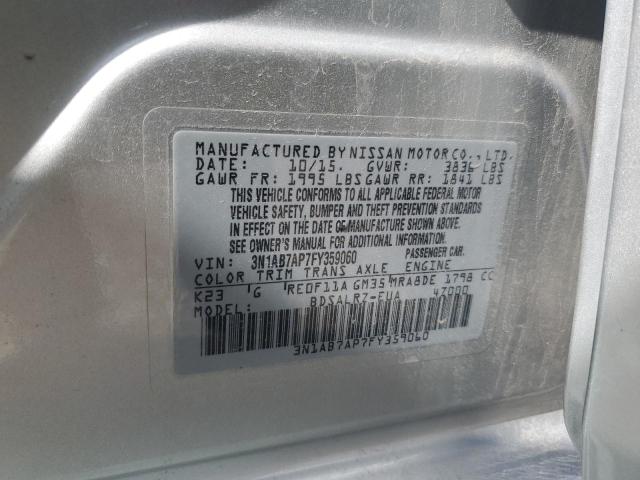 MANUFACTURED BY NISSAN MOTOR CO., LTD.
DATE: 10/15. GVWR: 3836 LBS
GAWR FR: 1995 LBS GAWR RR: 1841 LBS
THIS VEHICLE CONFORMS TO ALL APPLICABLE FEDERAL MOTOR
VEHICLE SAFETY, BUMPER AND THEFT PREVENTION STANDARDS
IN EFFECT ON THE DATE OF MANUFACTURE SHOWN ABOVE.
SEE OWNER'S MANUAL FOR ADDITIONAL INFORMATION.
VIN: 3N1AB7AP7FY359060 PASSENGER CAR.
COLOR TRIM TRANS AXLE ENGINE
K23 G RE0F11A GM35 MRA8DE 1798 CC
MODEL: BDSALRZ-EUA 47000
3N1AB7AP7FY359060